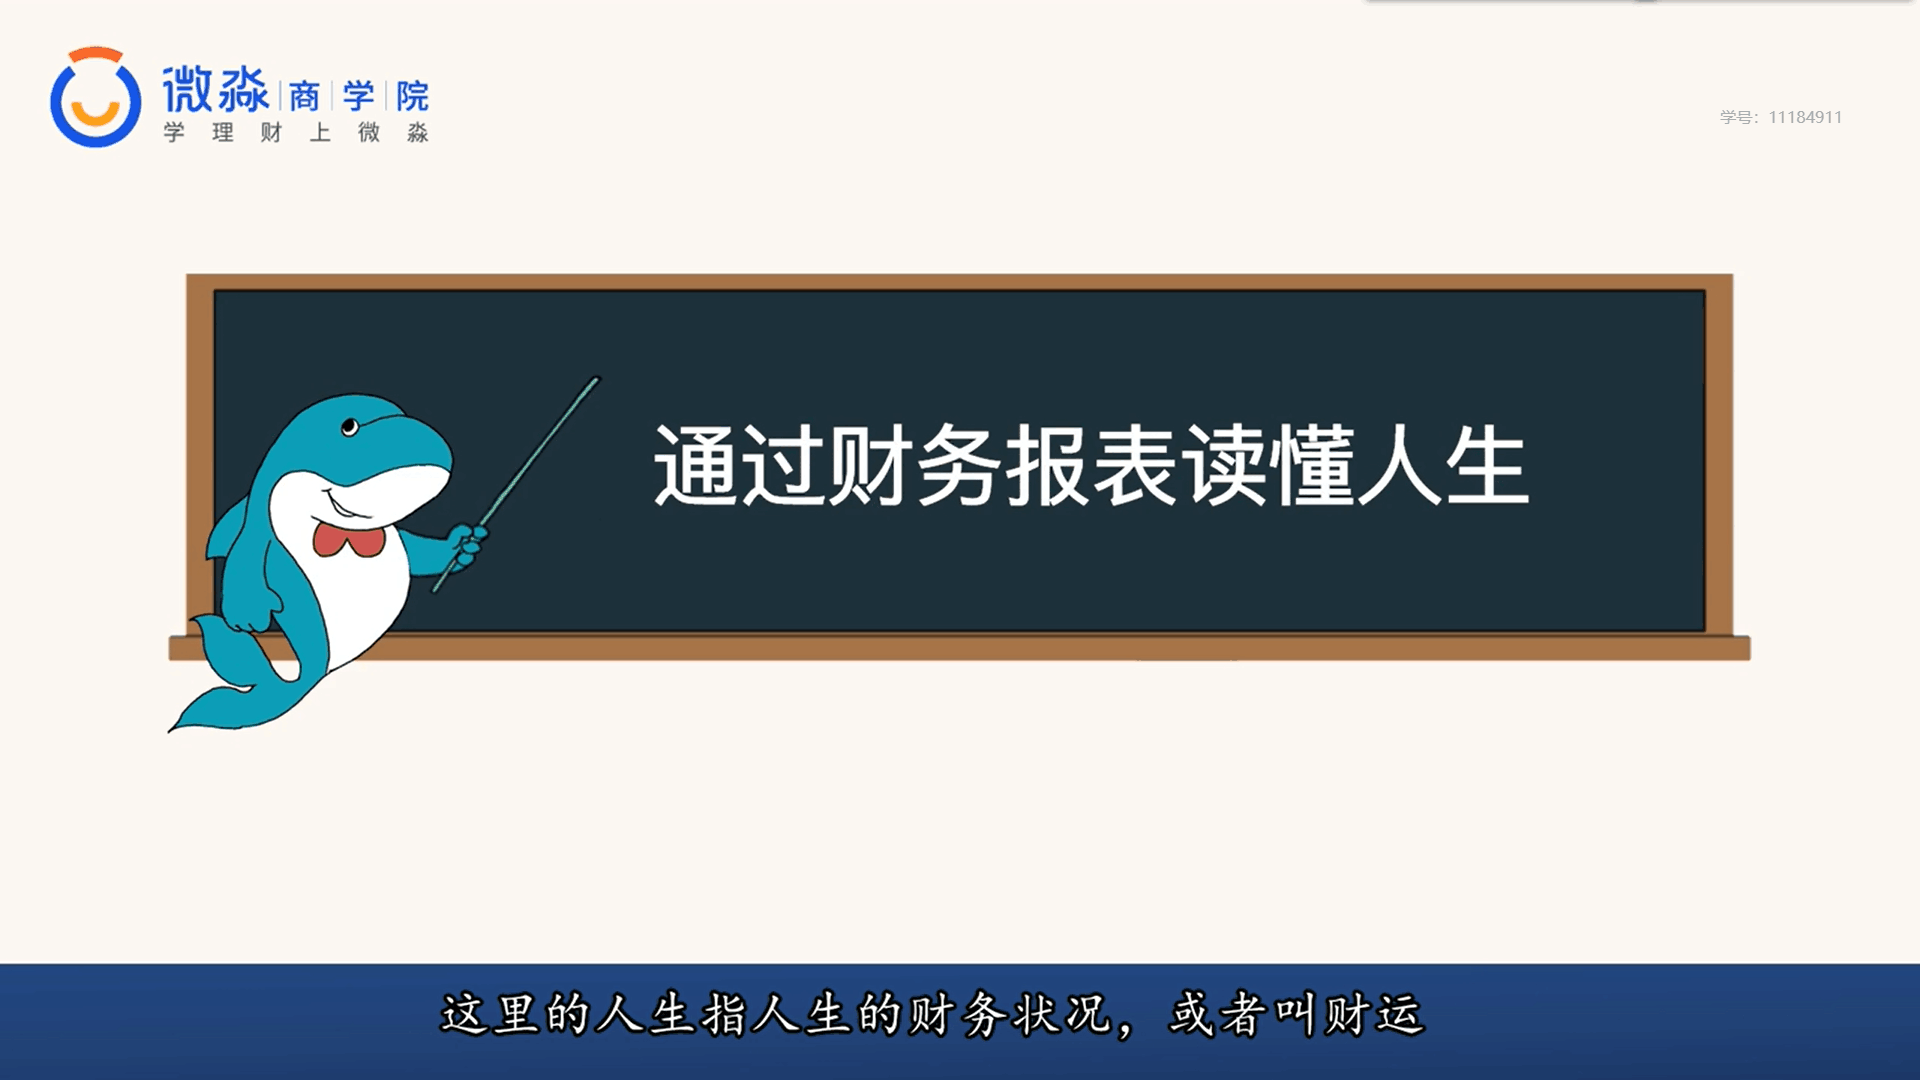 微淼|商|学|院
学理财上微淼
学号：11184911
通过财务报表读懂人生
这里的人生指人生的财务状况，或者叫财运